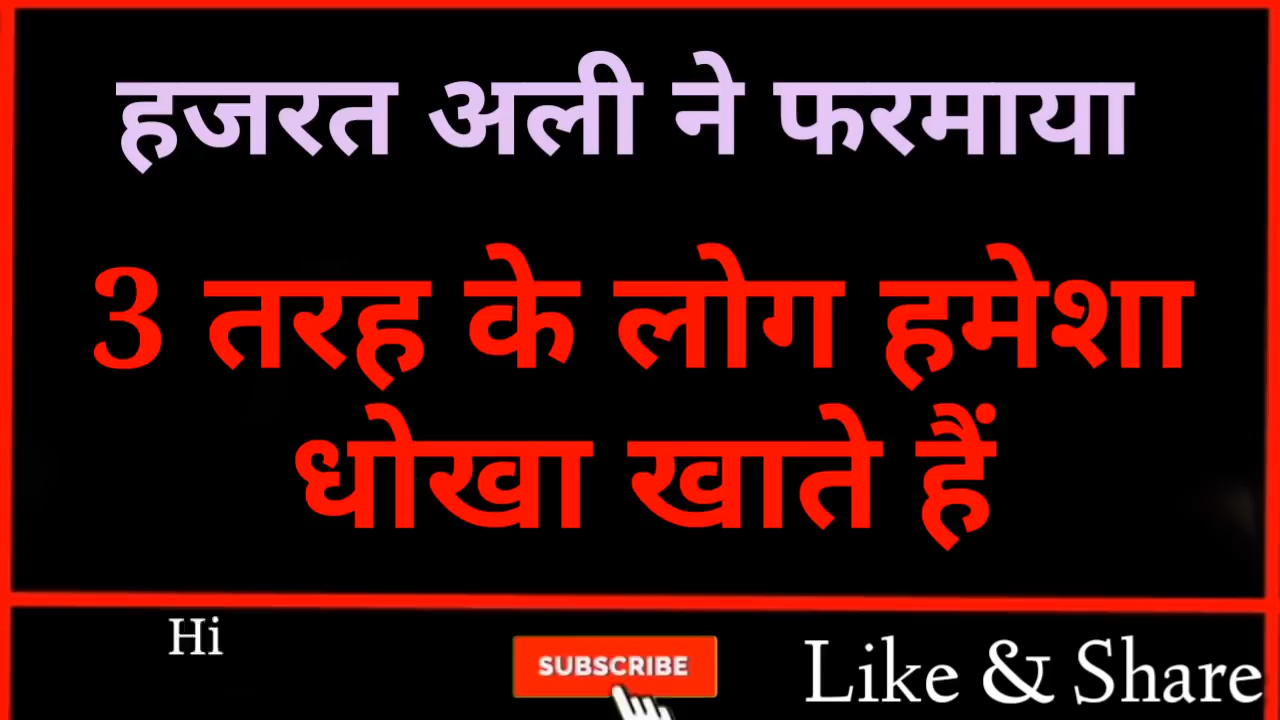 हजरत अली ने फरमाया
3 तरह के लोग हमेशा
धोखा खाते हैं
Hi
SUBSCRIBE
Like & Share